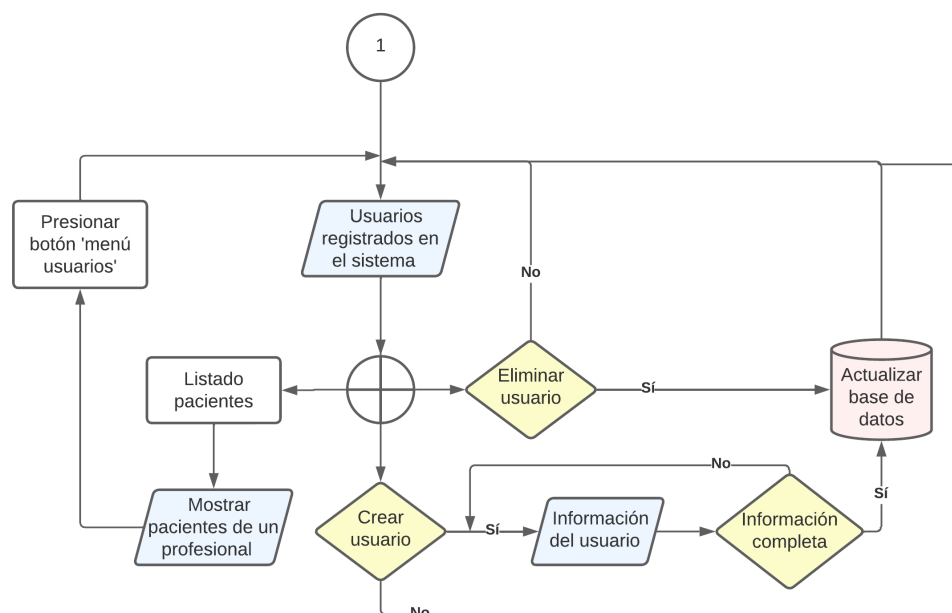 1
Presionar
botón 'menú
usuarios'
Usuarios
registrados en
el sistema
No
Listado
pacientes
Eliminar
usuario
Sí
Actualizar
base de
datos
No
Sí
Mostrar
pacientes de un
profesional
Crear
usuario
Sí
Información
del usuario
Información
completa
No